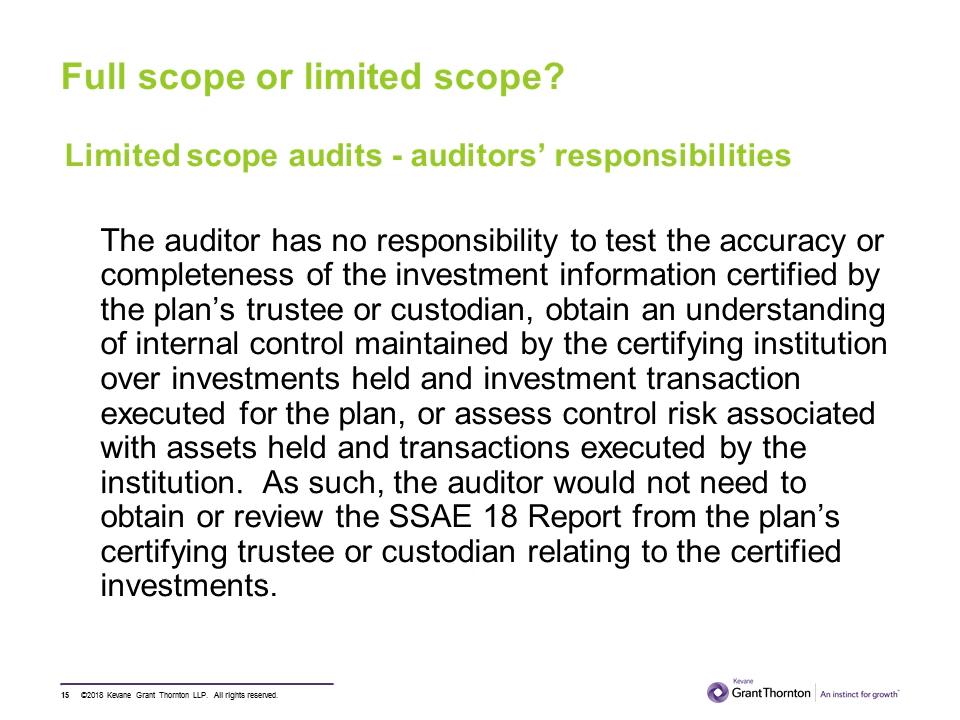 Full scope or limited scope?
Limited scope audits - auditors’ responsibilities
The auditor has no responsibility to test the accuracy or
completeness of the investment information certified by
the plan’s trustee or custodian, obtain an understanding
of internal control maintained by the certifying institution
over investments held and investment transaction
executed for the plan, or assess control risk associated
with assets held and transactions executed by the
institution.  As such, the auditor would not need to
obtain or review the SSAE 18 Report from the plan’s
certifying trustee or custodian relating to the certified
investments.
15 ©2018 Kevane Grant Thornton LLP. All rights reserved.
Kevane
GrantThornton
An instinct for growth™